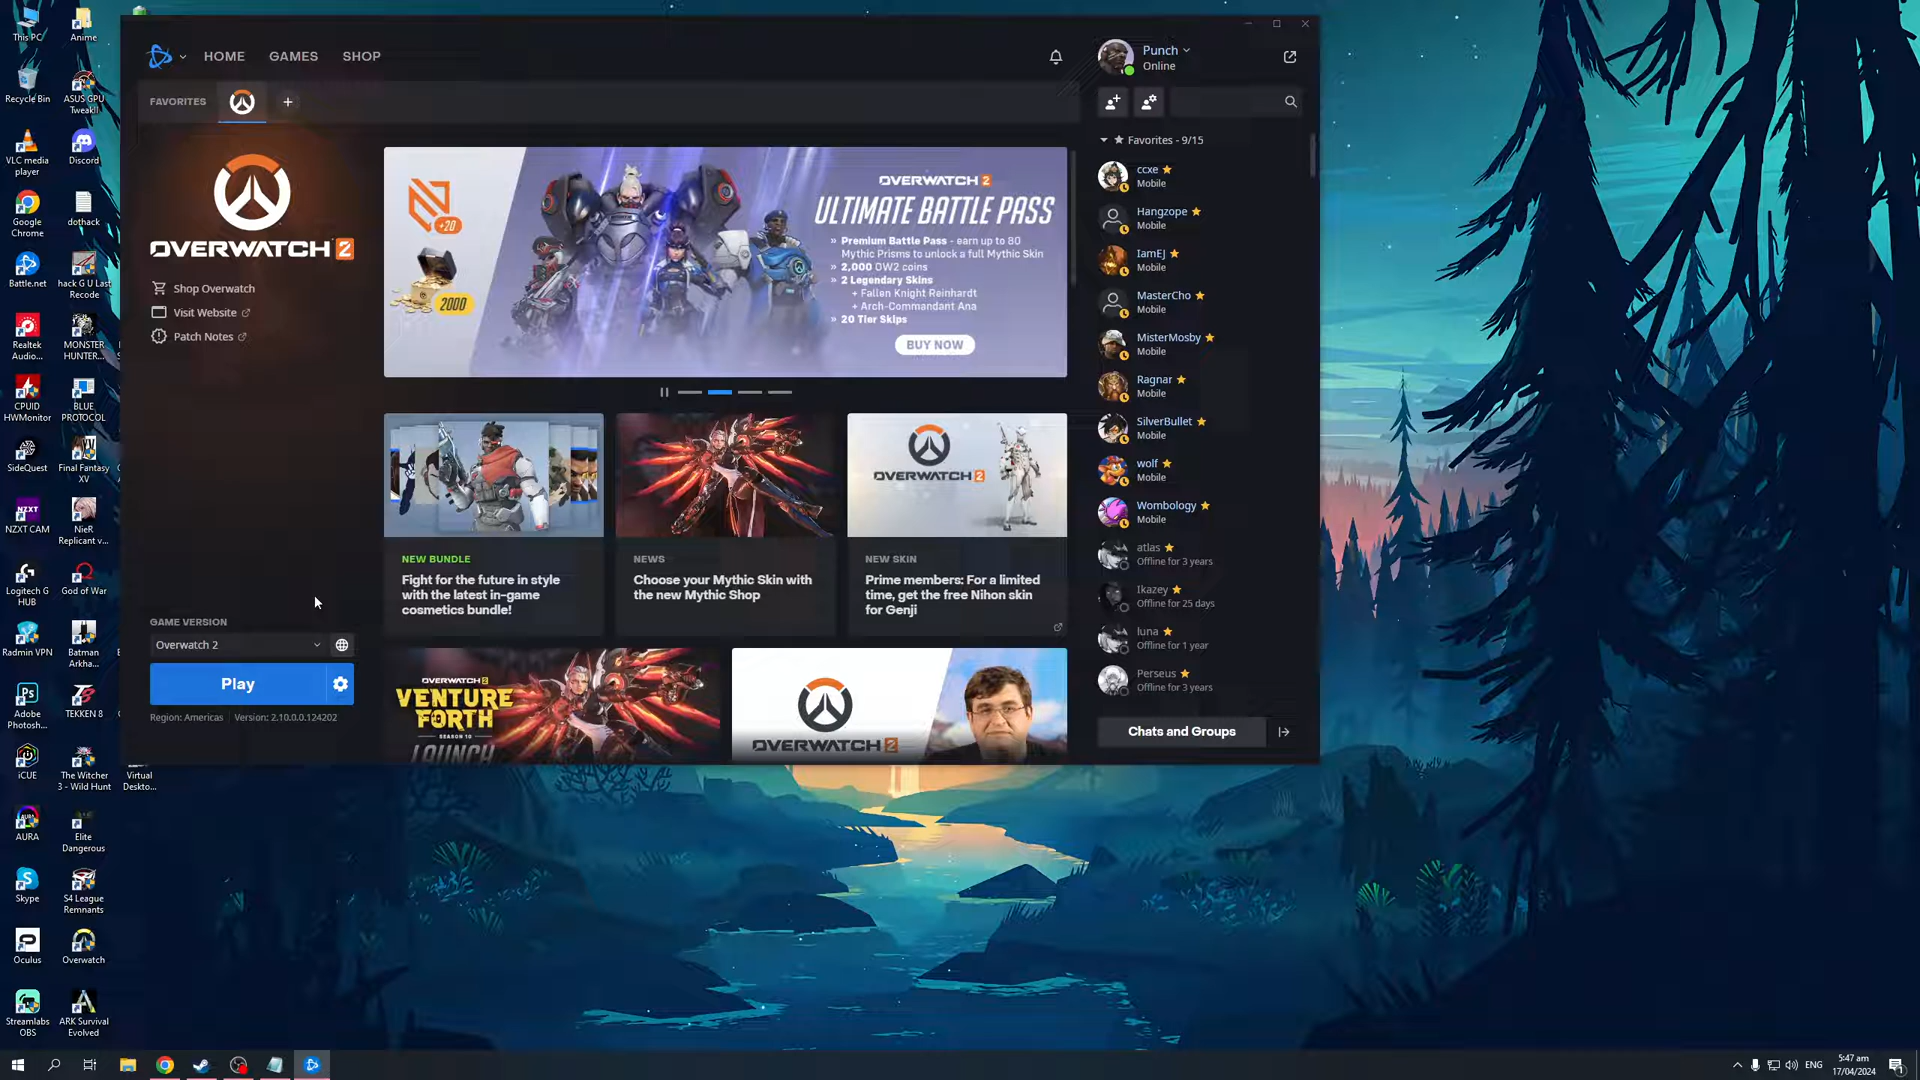 This PC
Anime
Recycle Bin
ASUS GPU
TweakII
VLC media
player
Discord
Google
Chrome
dothack
Battle.net
hack G U Last
Recode
Realtek
Audio...
MONSTER
HUNTER...
CPUID
HWMonitor
BLUE
PROTOCOL
SideQuest
Final Fantasy
XV
NZXT CAM
NieR
Replicant v...
Logitech G
HUB
God of War
Radmin VPN
Batman
Arkha...
Adobe
Photosh...
TEKKEN 8
iCUE
The Witcher
3 - Wild Hunt
Virtual
Deskto...
AURA
Elite
Dangerous
Skype
S4 League
Remnants
Oculus
Overwatch
Streamlabs
OBS
ARK Survival
Evolved
HOME
GAMES
SHOP
FAVORITES
+
OVERWATCH 2
Shop Overwatch
Visit Website
Patch Notes
GAME VERSION
Overwatch 2
Play
Region: Americas
Version: 2.10.0.0.124202
+20
2000
OVERWATCH 2
ULTIMATE BATTLE PASS
» Premium Battle Pass - earn up to 80
Mythic Prisms to unlock a full Mythic Skin
» 2,000 OW2 coins
» 2 Legendary Skins
+ Fallen Knight Reinhardt
+ Arch-Commandant Ana
» 20 Tier Skips
BUY NOW
NEW BUNDLE
Fight for the future in style
with the latest in-game
cosmetics bundle!
NEWS
Choose your Mythic Skin with
the new Mythic Shop
OVERWATCH 2
NEW SKIN
Prime members: For a limited
time, get the free Nihon skin
for Genji
OVERWATCH 2
VENTURE
FORTH
SEASON 10
LAUNCH
OVERWATCH 2
Punch
Online
Favorites - 9/15
ccxe
Mobile
Hangzope
Mobile
IamEJ
Mobile
MasterCho
Mobile
MisterMosby
Mobile
Ragnar
Mobile
SilverBullet
Mobile
wolf
Mobile
Wombology
Mobile
atlas
Offline for 3 years
Ikazey
Offline for 25 days
luna
Offline for 1 year
Perseus
Offline for 3 years
Chats and Groups
ENG
5:47 am
17/04/2024